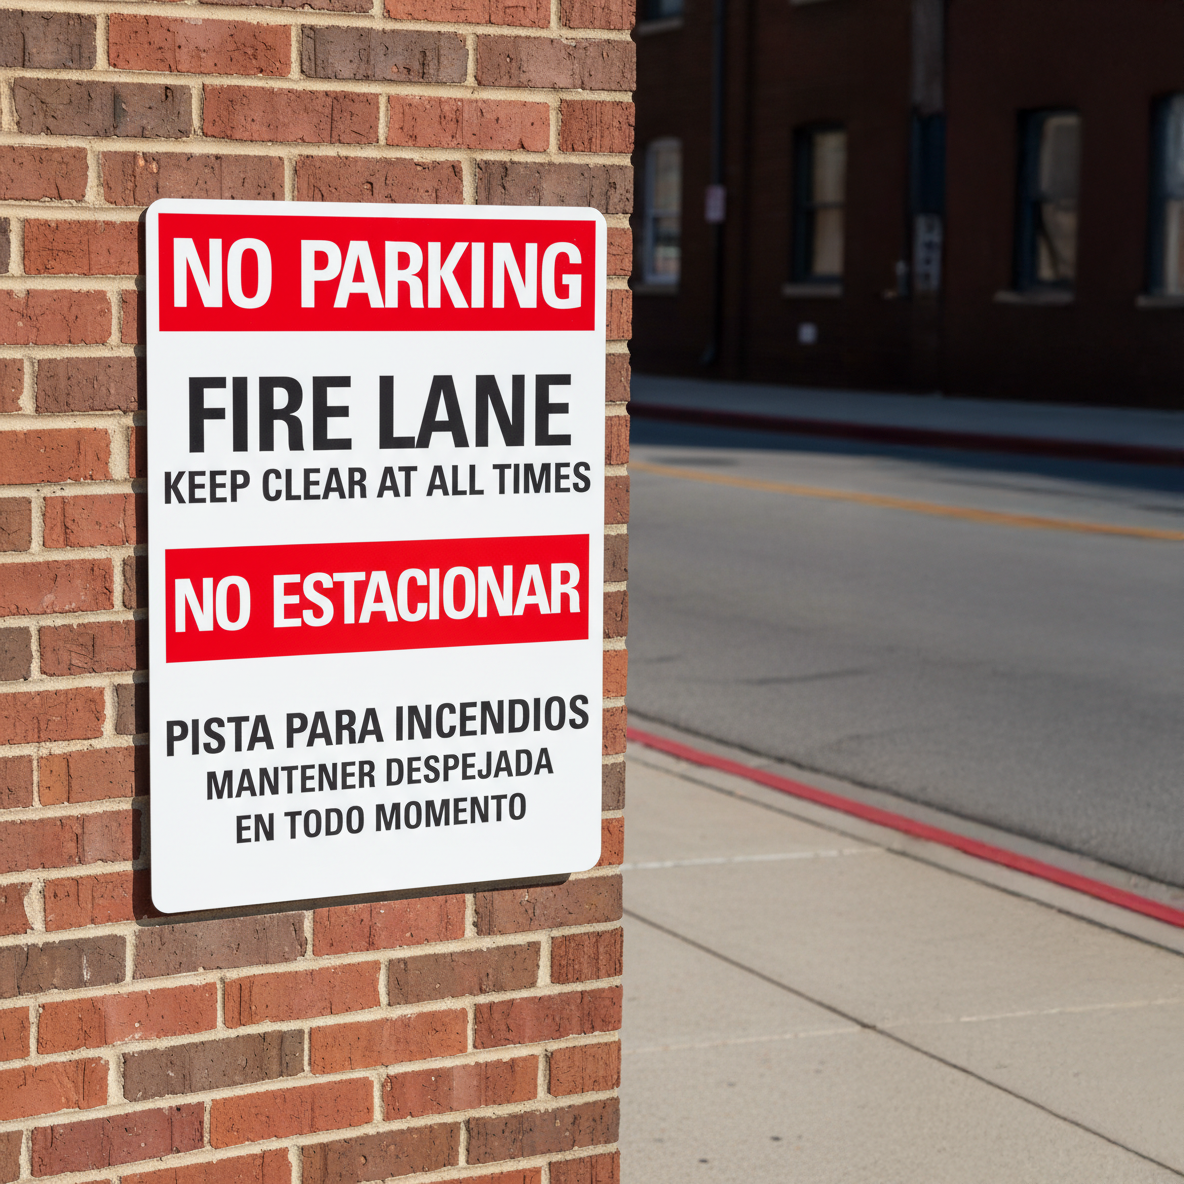 NO PARKING
FIRE LANE
KEEP CLEAR AT ALL TIMES
NO ESTACIONAR
PISTA PARA INCENDIOS
MANTENER DESPEJADA
EN TODO MOMENTO